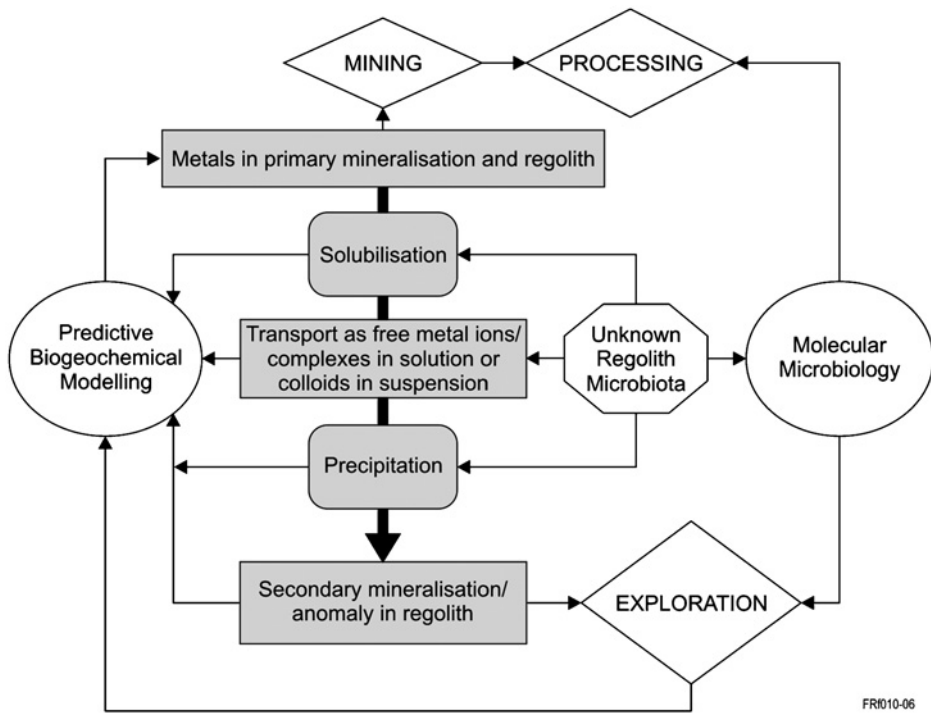 MINING
PROCESSING
Metals in primary mineralisation and regolith
Solubilisation
Predictive
Biogeochemical
Modelling
Transport as free metal ions/
complexes in solution or
colloids in suspension
Unknown
Regolith
Microbiota
Molecular
Microbiology
Precipitation
Secondary mineralisation/
anomaly in regolith
EXPLORATION
FRf010-06